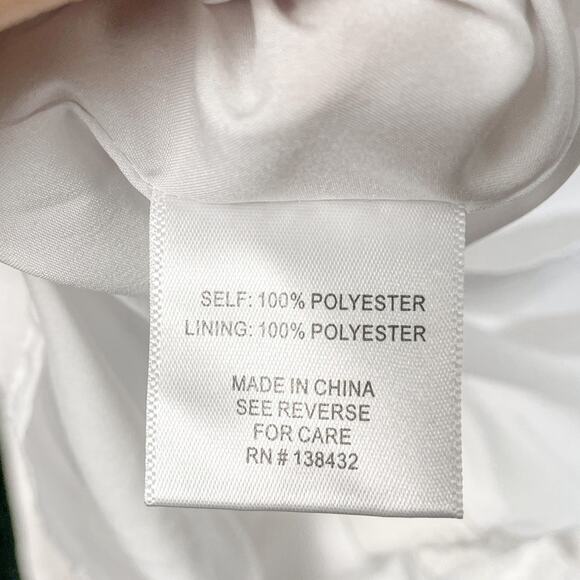 SELF: 100% POLYESTER
LINING: 100% POLYESTER
MADE IN CHINA
SEE REVERSE
FOR CARE
RN # 138432